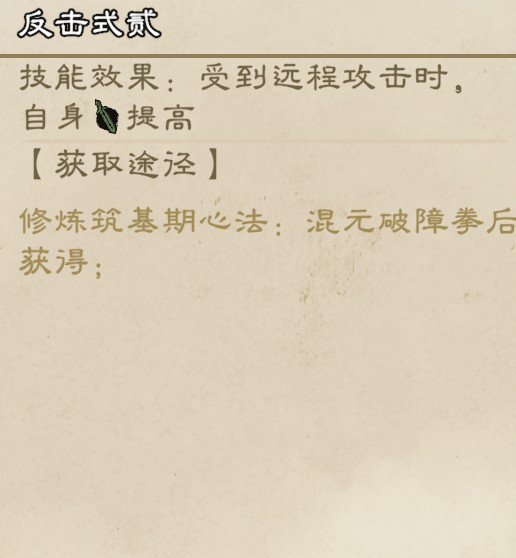 反击式贰
技能效果：受到远程攻击时，
自身提高
【获取途径】
修炼筑基期心法：混元破障拳后
获得；